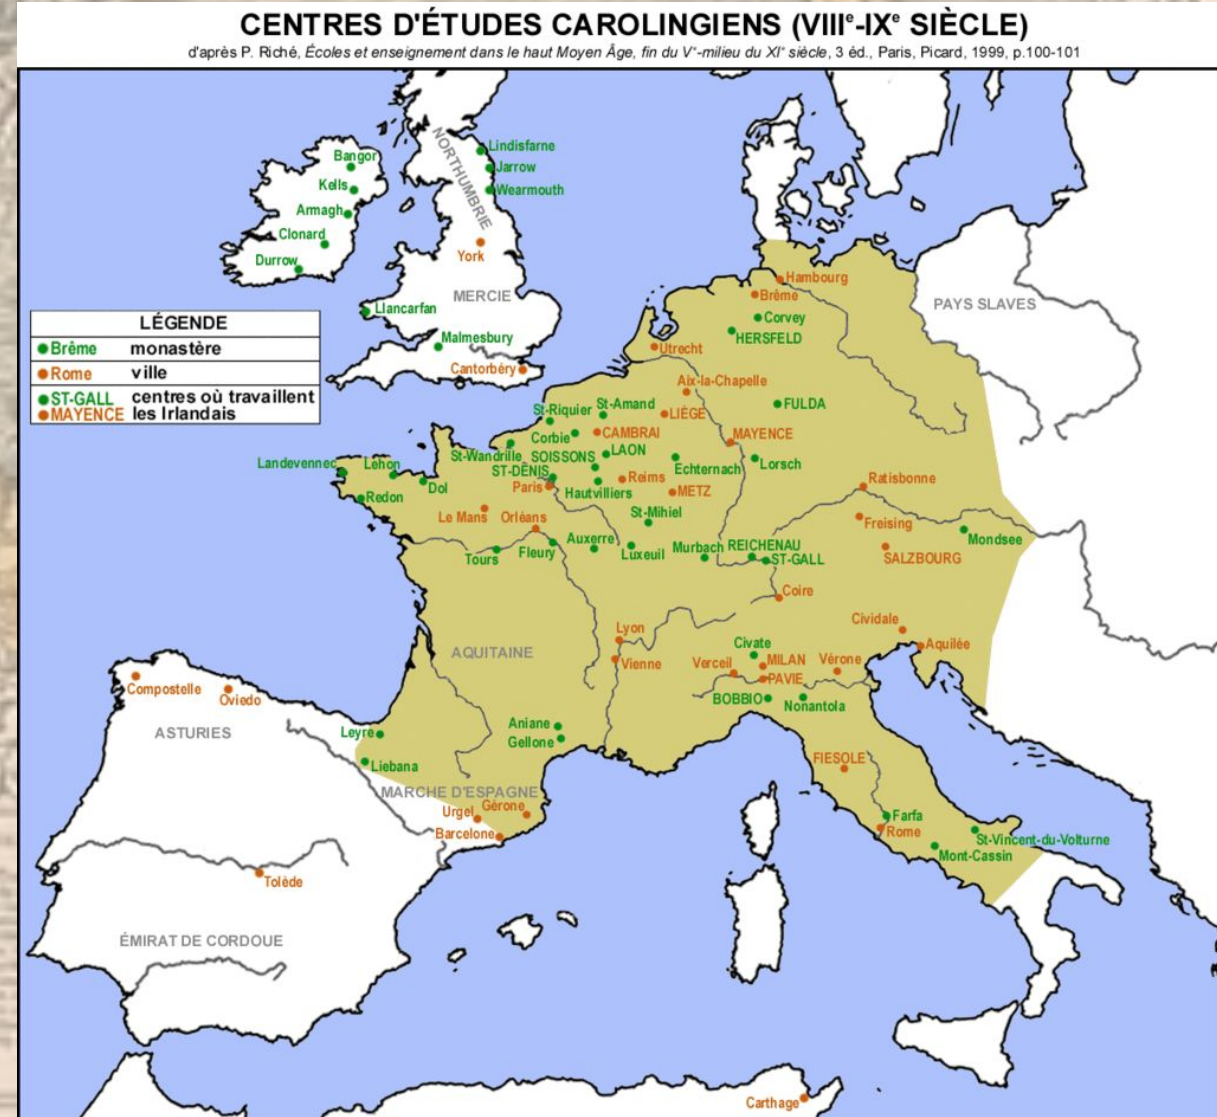 CENTRES D'ÉTUDES CAROLINGIENS (VIIIᵉ-IXᵉ SIÈCLE)
d'après P. Riché, Écoles et enseignement dans le haut Moyen Âge, fin du Vᵉ-milieu du XIᵉ siècle, 3 éd., Paris, Picard, 1999, p.100-101
NORTHUMBRIE
Lindisfarne
Jarrow
Wearmouth
Bangor
Kells
Armagh
Clonard
Durrow
York
MERCIE
Llancarfan
Malmesbury
Cantorbéry
LÉGENDE
Brême monastère
Rome ville
ST-GALL centres où travaillent
MAYENCE les Irlandais
Hambourg
Brême
Corvey
HERSFELD
PAYS SLAVES
Utrecht
Aix-la-Chapelle
FULDA
LIÈGE
St-Riquier
St-Amand
Corbie
CAMBRAI
MAYENCE
St-Wandrille
SOISSONS
LAON
Echternach
Lorsch
Landevennec
Lehon
Dol
Redon
ST-DENIS
Paris
Hautvilliers
Reims
METZ
Ratisbonne
Le Mans
Orléans
St-Mihiel
Freising
Mondsee
Tours
Fleury
Auxerre
Luxeuil
Murbach
REICHENAU
ST-GALL
SALZBOURG
Coire
Lyon
Vienne
Cividale
Aquilée
AQUITAINE
Civate
Verceil
MILAN
PAVIE
Vérone
BOBBIO
Nonantola
Compostelle
Oviedo
ASTURIES
Leyre
Liebana
Aniane
Gellone
MARCHE D'ESPAGNE
Urgel
Gérone
Barcelone
FIESOLE
Farfa
Rome
St-Vincent-du-Volturne
Mont-Cassin
Tolède
ÉMIRAT DE CORDOUE
Carthage